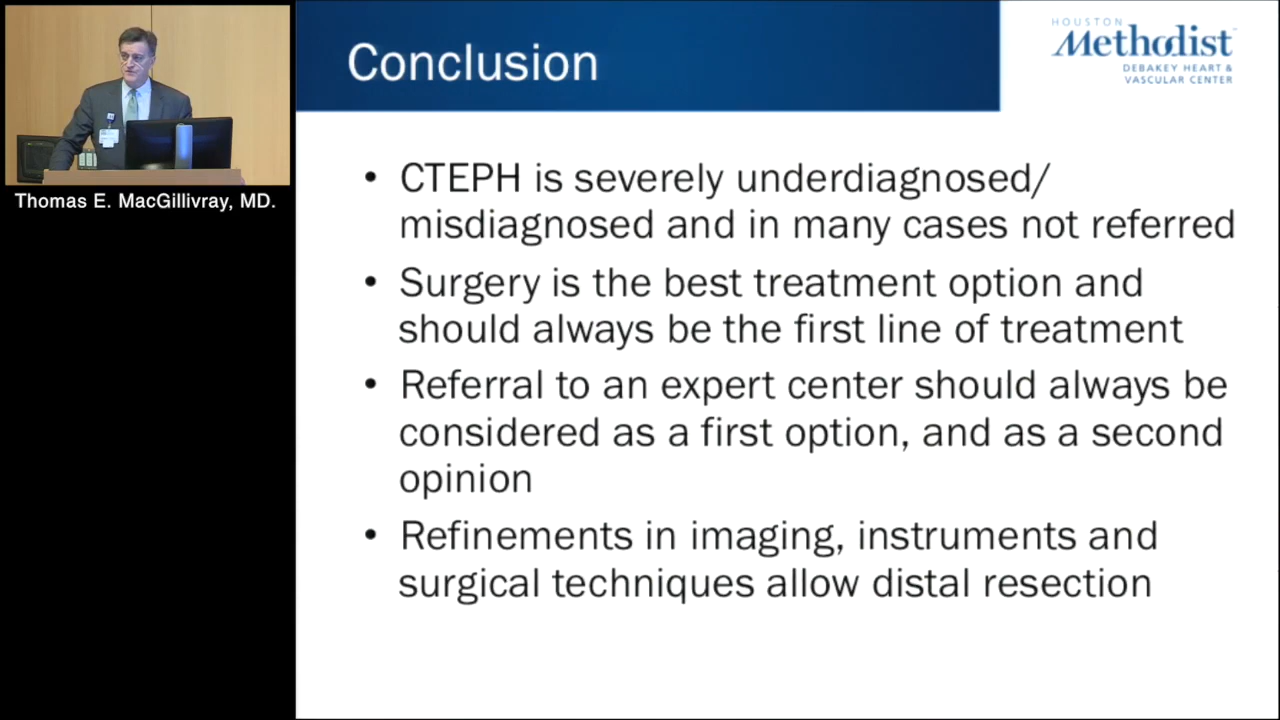 Conclusion
HOUSTON
Methodist
DEBAKEY HEART &
VASCULAR CENTER
Thomas E. MacGillivray, MD.
• CTEPH is severely underdiagnosed/
misdiagnosed and in many cases not referred
• Surgery is the best treatment option and
should always be the first line of treatment
• Referral to an expert center should always be
considered as a first option, and as a second
opinion
• Refinements in imaging, instruments and
surgical techniques allow distal resection